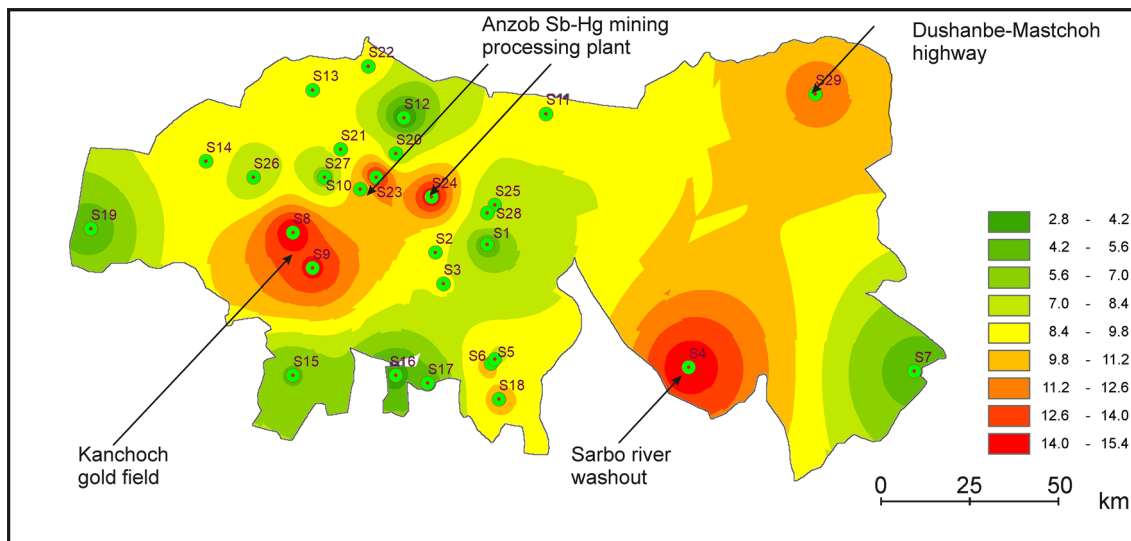 Anzob Sb-Hg mining
processing plant
Dushanbe-Mastchoh
highway
S22
S13
S29
S12
S11
S21
S20
S14
S26
S27
S10
S23
S24
S25
S28
S19
S8
S1
S2
S9
S3
S15
S16
S17
S6
S5
S18
S4
S7
2.8 - 4.2
4.2 - 5.6
5.6 - 7.0
7.0 - 8.4
8.4 - 9.8
9.8 - 11.2
11.2 - 12.6
12.6 - 14.0
14.0 - 15.4
Kanchoch
gold field
Sarbo river
washout
0 25 50
km